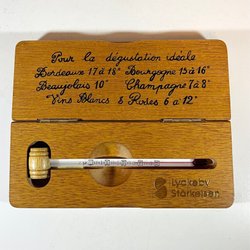 Pour la dégustation idéale
Bordeaux 17 à 18° Bourgogne 15 à 16°
Beaujolais 10° Champagne 7 à 8°
Vins Blancs & Rosés 6 a 12°
Lyckeby
Stärkelsen